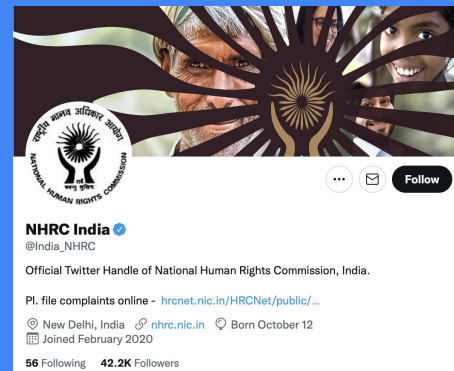 राष्ट्रीय मानव अधिकार आयोग
सर्वे भवन्तु सुखिनः
NATIONAL HUMAN RIGHTS COMMISSION
Follow
NHRC India
@India_NHRC
Official Twitter Handle of National Human Rights Commission, India.
Pl. file complaints online - hrcnet.nic.in/HRCNet/public/...
New Delhi, India nhrc.nic.in Born October 12
Joined February 2020
56 Following 42.2K Followers